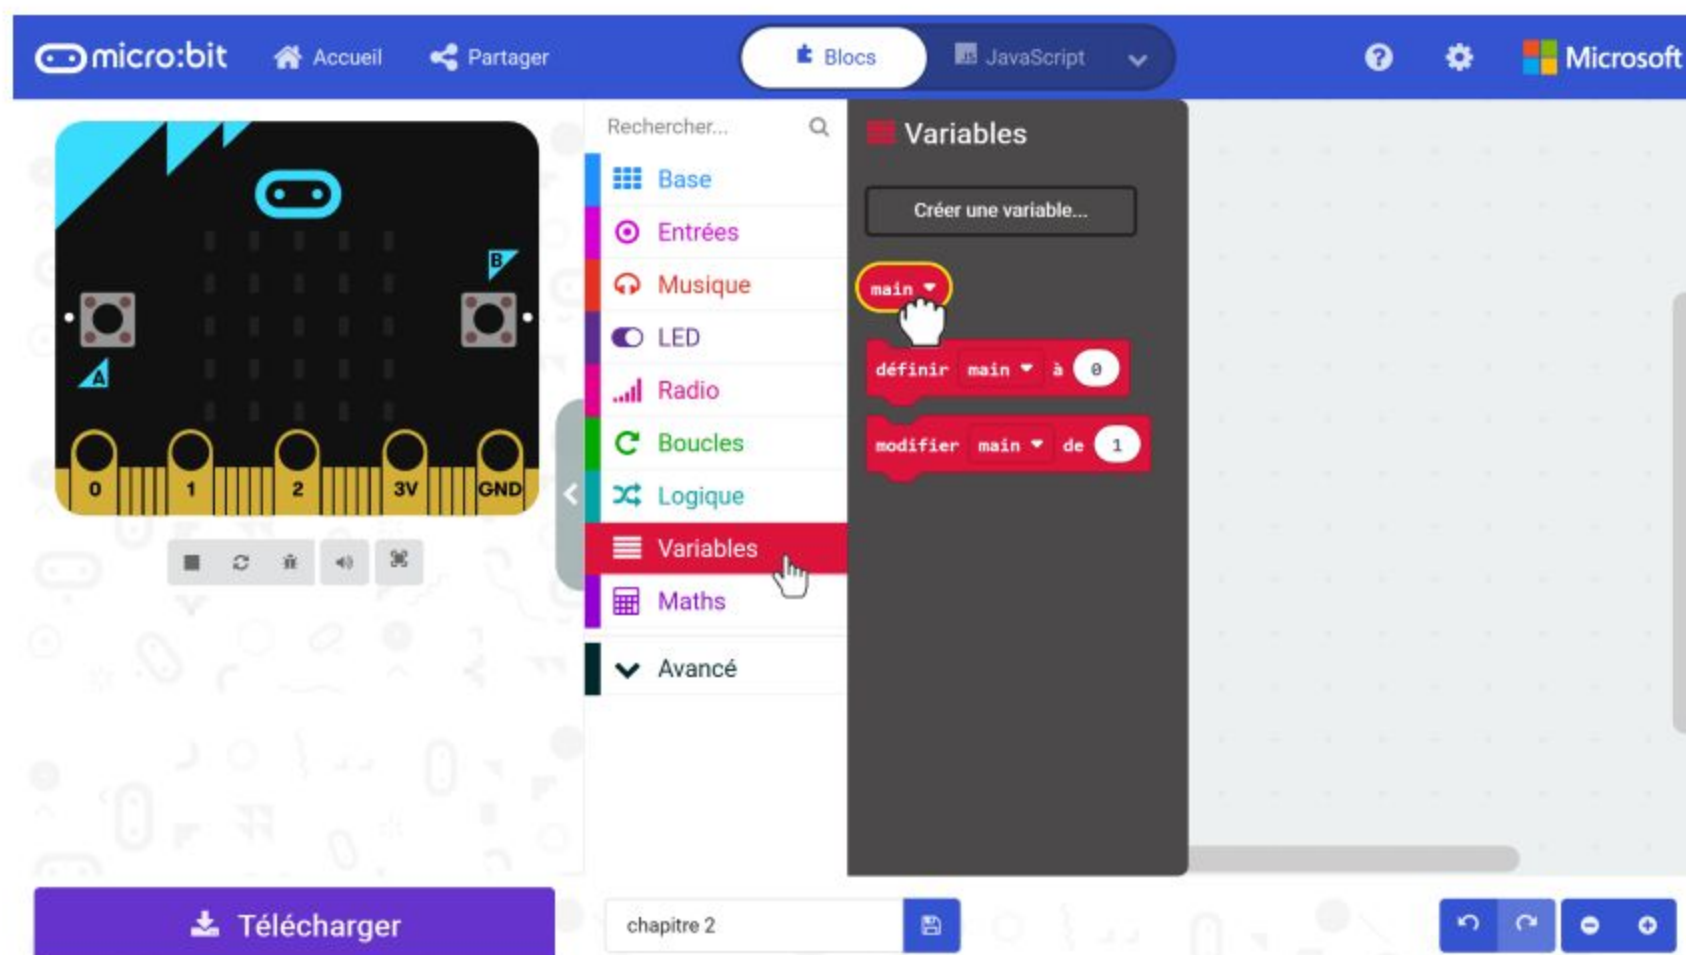 micro:bit Accueil Partager Blocs JavaScript ? Microsoft
Rechercher...
Base
Entrées
Musique
LED
Radio
Boucles
Logique
Variables
Maths
Avancé
Variables
Créer une variable...
main
définir main à 0
modifier main de 1
B
A
0 1 2 3V GND
Télécharger
chapitre 2